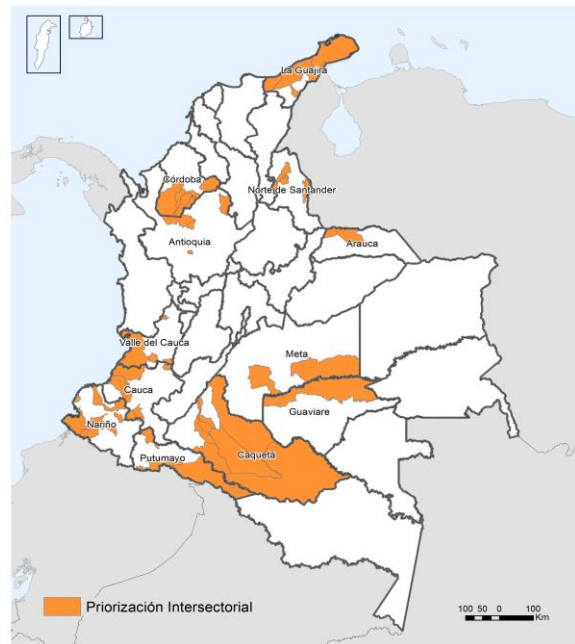 La Guajira
Córdoba
Norte de Santander
Antioquia
Arauca
Valle del Cauca
Meta
Cauca
Guaviare
Nariño
Caquetá
Putumayo
Priorización Intersectorial
100 50 0 100
Km